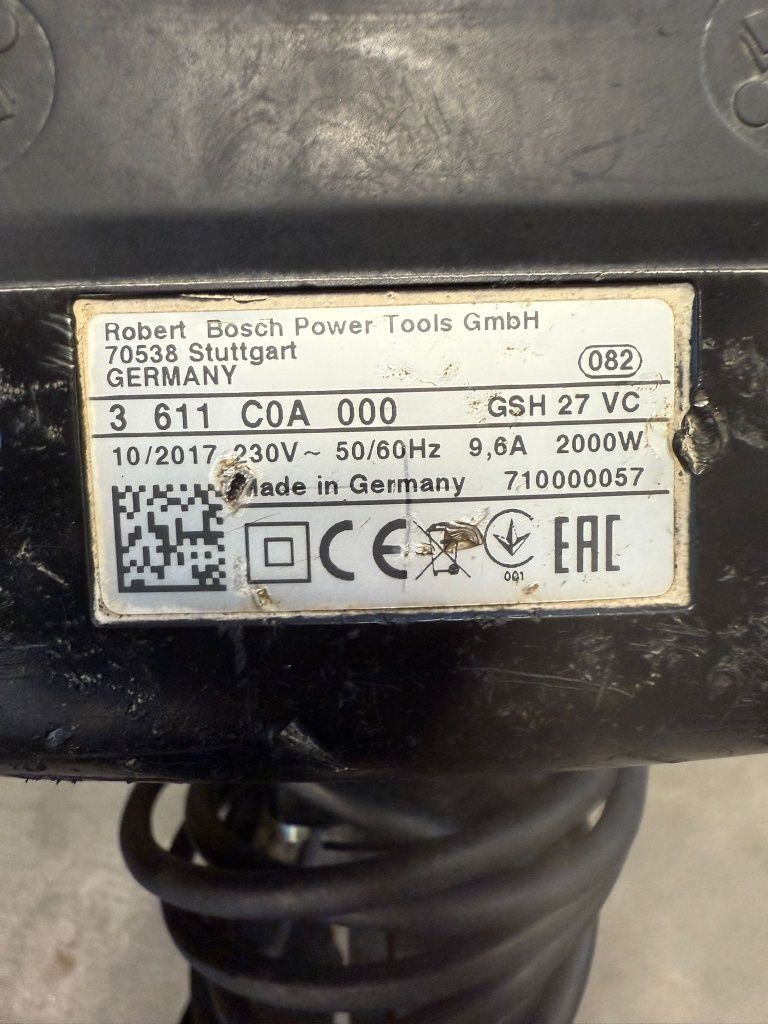 Robert Bosch Power Tools GmbH
70538 Stuttgart
GERMANY
082
3 611 C0A 000 GSH 27 VC
10/2017 230V~ 50/60Hz 9,6A 2000W
Made in Germany 710000057
CE
001
EAC